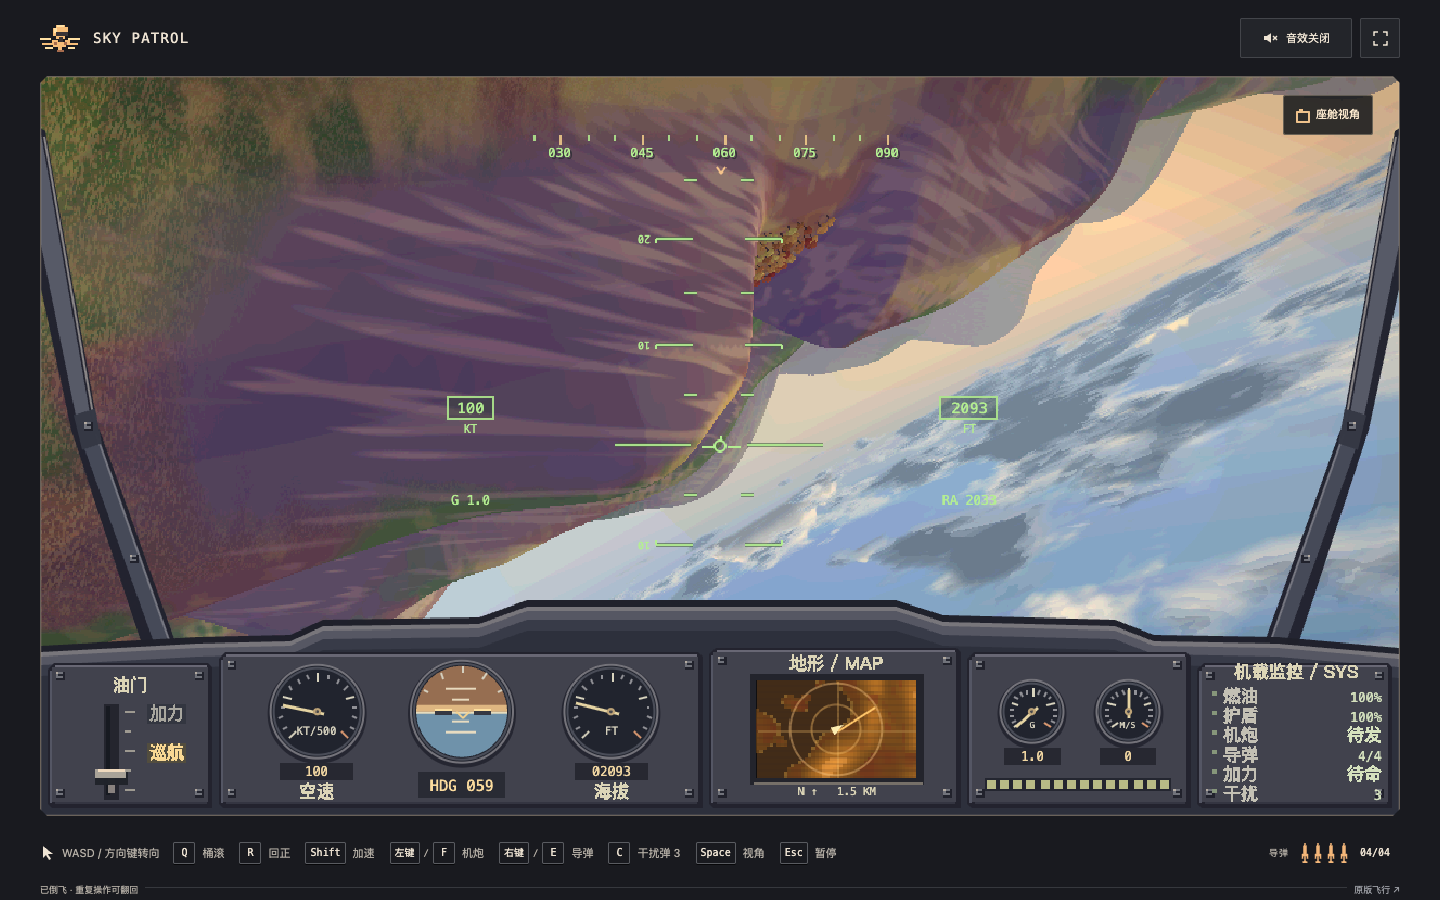 SKY PATROL
音效关闭
座舱视角
030 045 060 075 090
20
10
100
KT
2093
FT
G 1.0
RA 2033
10
油门
加力
巡航
KT/500
100
空速
HDG 059
FT
02093
海拔
地形 / MAP
N ↑ 1.5 KM
G
1.0
M/S
0
机载监控 / SYS
燃油 100%
护盾 100%
机炮 待发
导弹 4/4
加力 待命
干扰 3
WASD / 方向键转向 Q 桶滚 R 回正 Shift 加速 左键 / F 机炮 右键 / E 导弹 C 干扰弹 3 Space 视角 Esc 暂停
导弹 04/04
已倒飞 · 重复操作可翻回
原版飞行 ↗